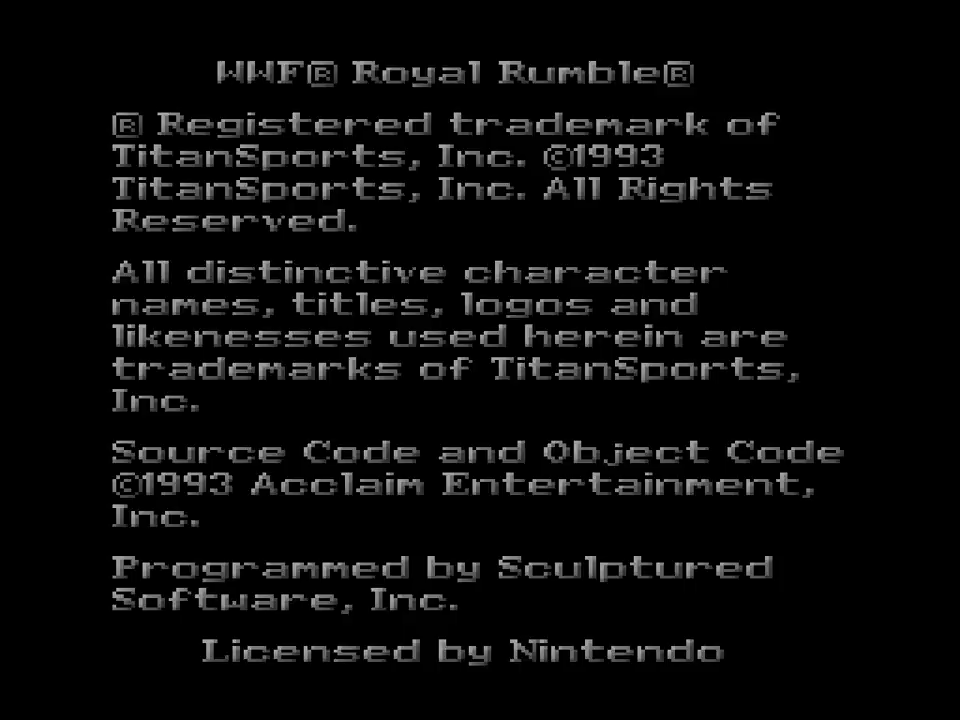 WWF® Royal Rumble®
® Registered trademark of
TitanSports, Inc. ©1993
TitanSports, Inc. All Rights
Reserved.
All distinctive character
names, titles, logos and
likenesses used herein are
trademarks of TitanSports,
Inc.
Source Code and Object Code
©1993 Acclaim Entertainment,
Inc.
Programmed by Sculptured
Software, Inc.
Licensed by Nintendo